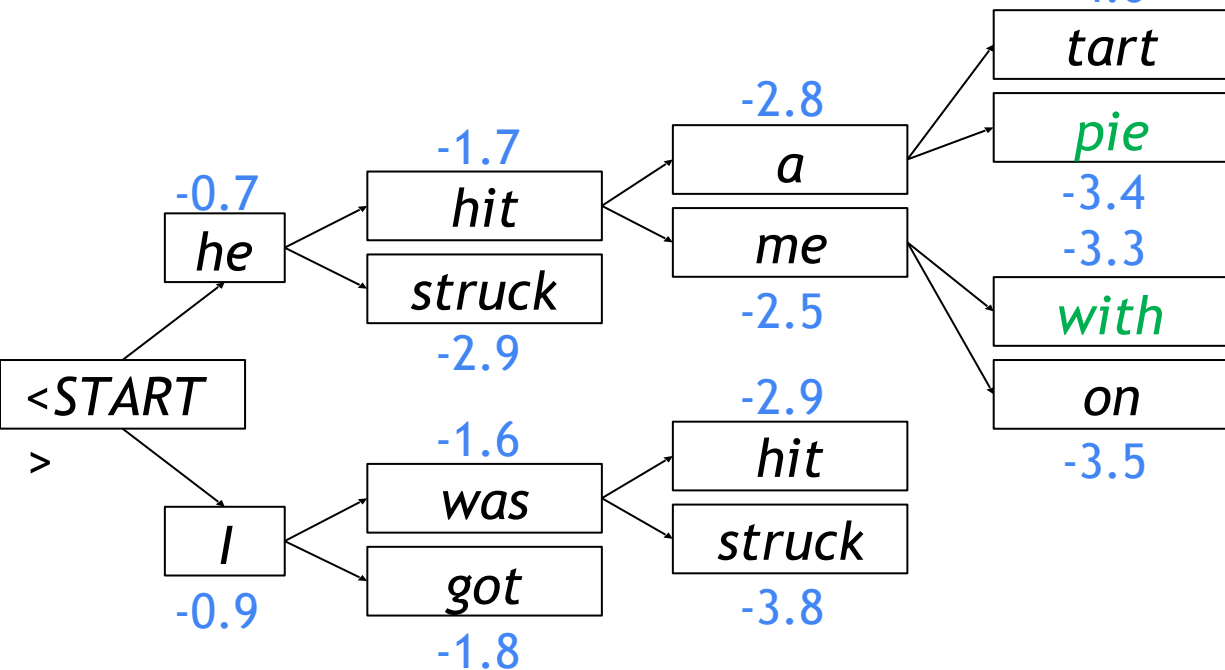 tart
-2.8
pie
-1.7
a
-0.7
hit
-3.4
he
me
-3.3
struck
-2.5
with
-2.9
<START
>
-2.9
on
-1.6
hit
-3.5
was
I
struck
got
-0.9
-3.8
-1.8